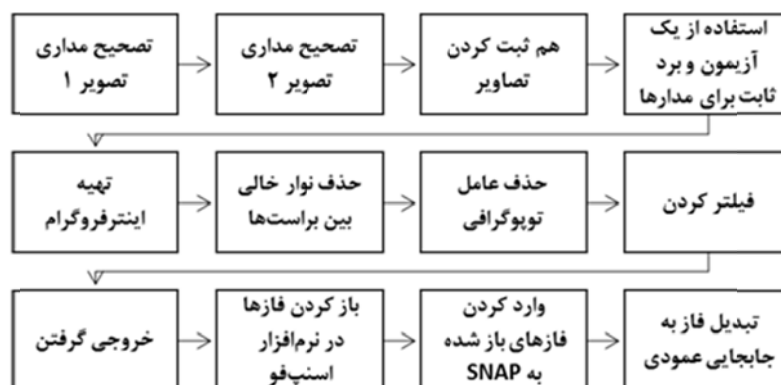 تصحیح مداری
تصویر ۱
تصحیح مداری
تصویر ۲
هم ثبت کردن
تصاویر
استفاده از یک
آزیمون و برد
ثابت برای مدارها
تهیه
اینترفروگرام
حذف نوار خالی
بین براست‌ها
حذف عامل
توپوگرافی
فیلتر کردن
خروجی گرفتن
باز کردن فازها
در نرم‌افزار
اسنپ‌فو
وارد کردن
فازهای باز شده
به SNAP
تبدیل فاز به
جابجایی عمودی